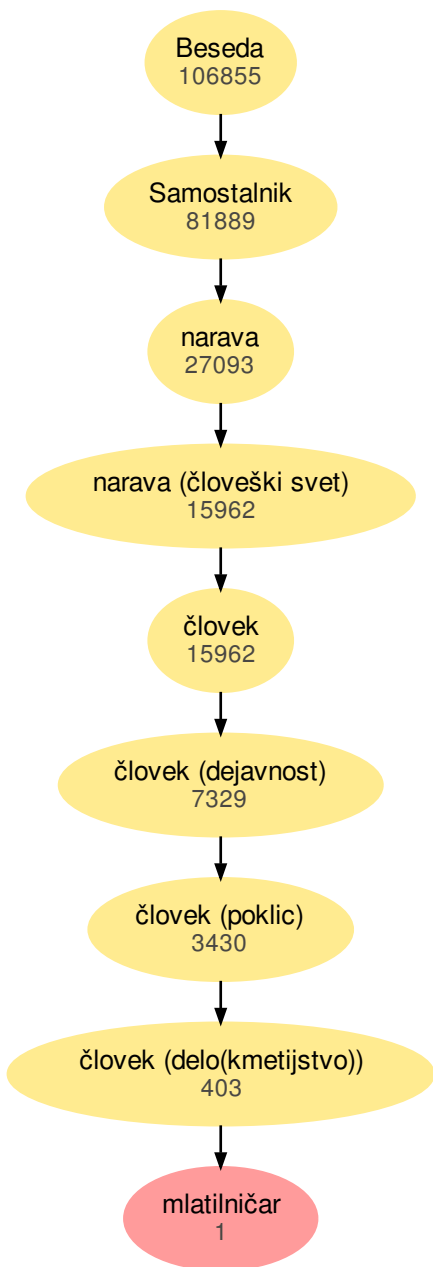 Beseda
106855
Samostalnik
81889
narava
27093
narava (človeški svet)
15962
človek
15962
človek (dejavnost)
7329
človek (poklic)
3430
človek (delo(kmetijstvo))
403
mlatilničar
1